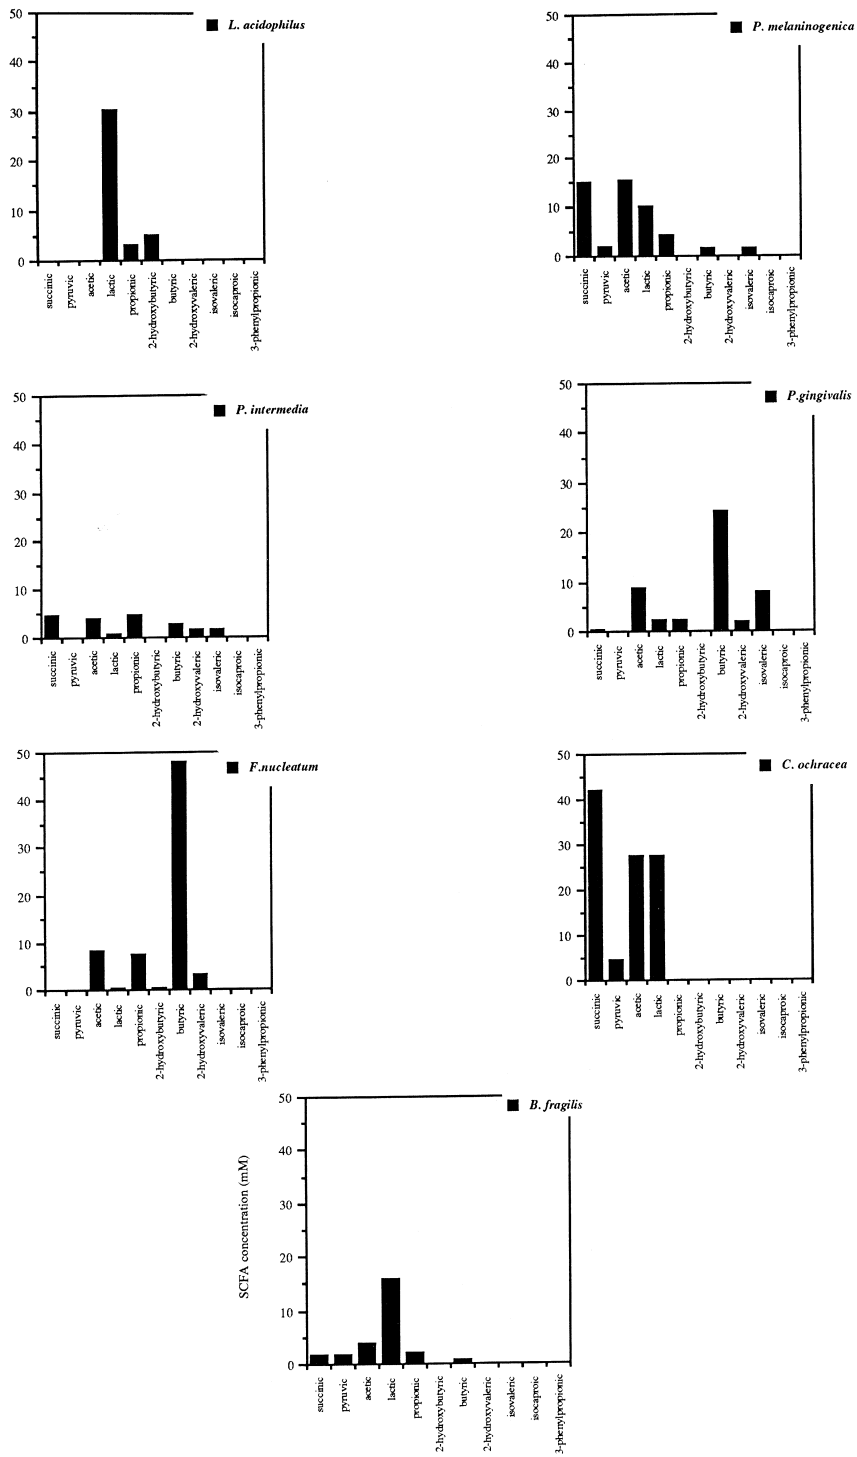 L. acidophilus
50
40
30
20
10
0
succinic
pyruvic
acetic
lactic
propionic
2-hydroxybutyric
butyric
2-hydroxyvaleric
isovaleric
isocaproic
3-phenylpropionic
P. melaninogenica
50
40
30
20
10
0
succinic
pyruvic
acetic
lactic
propionic
2-hydroxybutyric
butyric
2-hydroxyvaleric
isovaleric
isocaproic
3-phenylpropionic
P. intermedia
50
40
30
20
10
0
succinic
pyruvic
acetic
lactic
propionic
2-hydroxybutyric
butyric
2-hydroxyvaleric
isovaleric
isocaproic
3-phenylpropionic
P.gingivalis
50
40
30
20
10
0
succinic
pyruvic
acetic
lactic
propionic
2-hydroxybutyric
butyric
2-hydroxyvaleric
isovaleric
isocaproic
3-phenylpropionic
F.nucleatum
50
40
30
20
10
0
succinic
pyruvic
acetic
lactic
propionic
2-hydroxybutyric
butyric
2-hydroxyvaleric
isovaleric
isocaproic
3-phenylpropionic
C. ochracea
50
40
30
20
10
0
succinic
pyruvic
acetic
lactic
propionic
2-hydroxybutyric
butyric
2-hydroxyvaleric
isovaleric
isocaproic
3-phenylpropionic
B. fragilis
SCFA concentration (mM)
50
40
30
20
10
0
succinic
pyruvic
acetic
lactic
propionic
2-hydroxybutyric
butyric
2-hydroxyvaleric
isovaleric
isocaproic
3-phenylpropionic